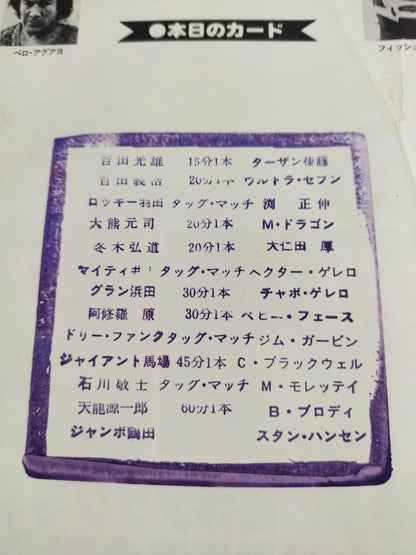 ペロ・アグアヨ
●本日のカード
フィッシュ
百田光雄 15分1本 ターザン後藤
百田義浩 20分1本 ウルトラ・セブン
ロッキー羽田 タッグ・マッチ 渕 正伸
大熊元司 20分1本 M・ドラゴン
冬木弘道 20分1本 大仁田 厚
マイティ井 タッグ・マッチ ヘクター・ゲレロ
グラン浜田 30分1本 チャボ・ゲレロ
阿修羅 原 30分1本 ベビー・フェース
ドリー・ファンク タッグ・マッチ ジム・ガービン
ジャイアント馬場 45分1本 C・ブラックウェル
石川敬士 タッグ・マッチ M・モレッテイ
天龍源一郎 60分1本 B・ブロディ
ジャンボ鶴田 スタン・ハンセン